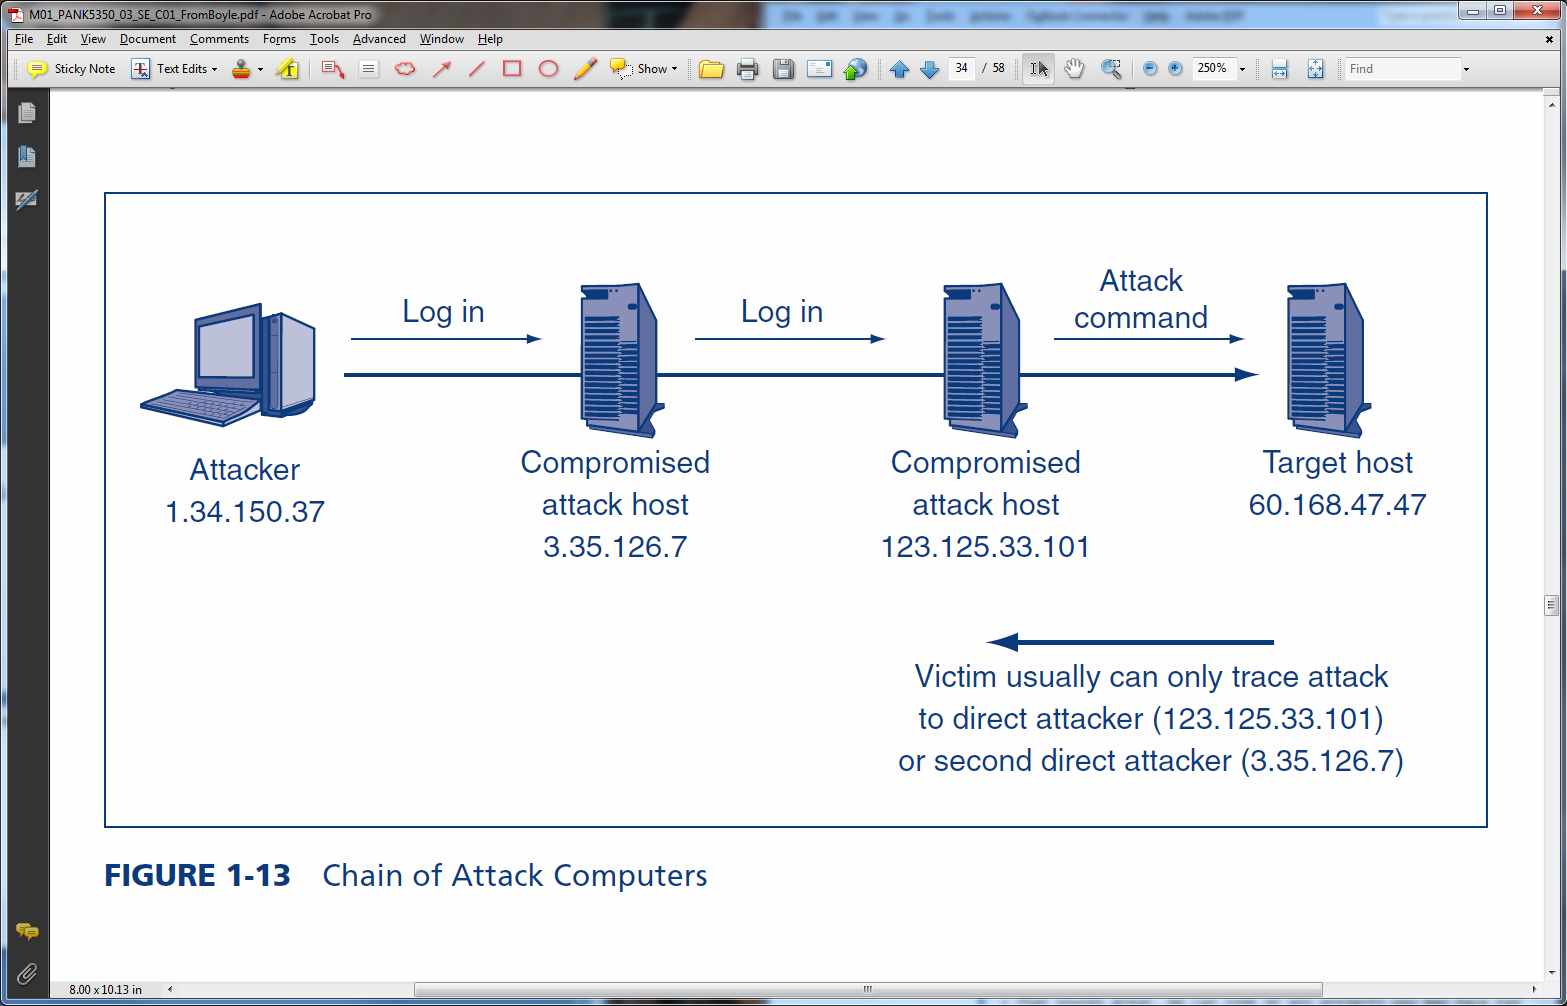 M01_PANK5350_03_SE_C01_FromBoyle.pdf - Adobe Acrobat Pro
File Edit View Document Comments Forms Tools Advanced Window Help
Sticky Note Text Edits Show 34 / 58 250% Find
Log in
Log in
Attack
command
Attacker
1.34.150.37
Compromised
attack host
3.35.126.7
Compromised
attack host
123.125.33.101
Target host
60.168.47.47
Victim usually can only trace attack
to direct attacker (123.125.33.101)
or second direct attacker (3.35.126.7)
FIGURE 1-13 Chain of Attack Computers
8.00 x 10.13 in